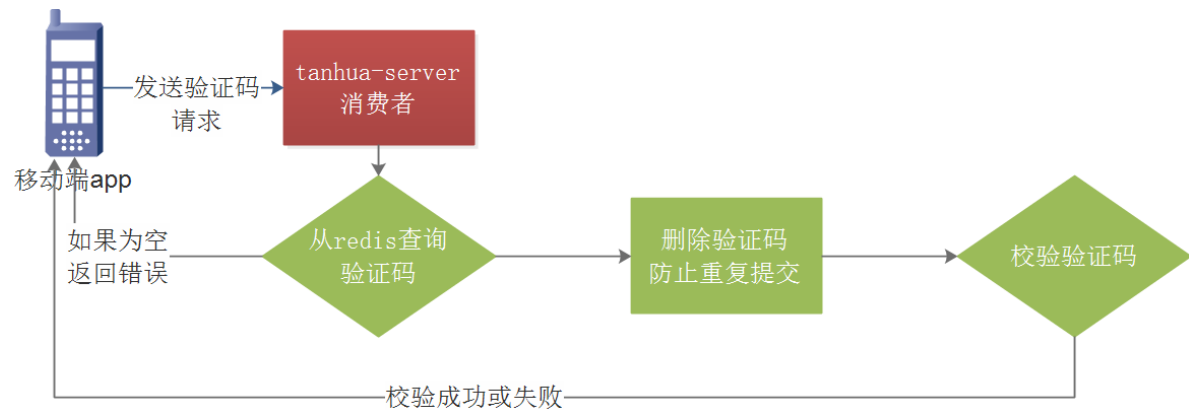 发送验证码
请求
tanhua-server
消费者
移动端app
如果为空
返回错误
从redis查询
验证码
删除验证码
防止重复提交
校验验证码
校验成功或失败